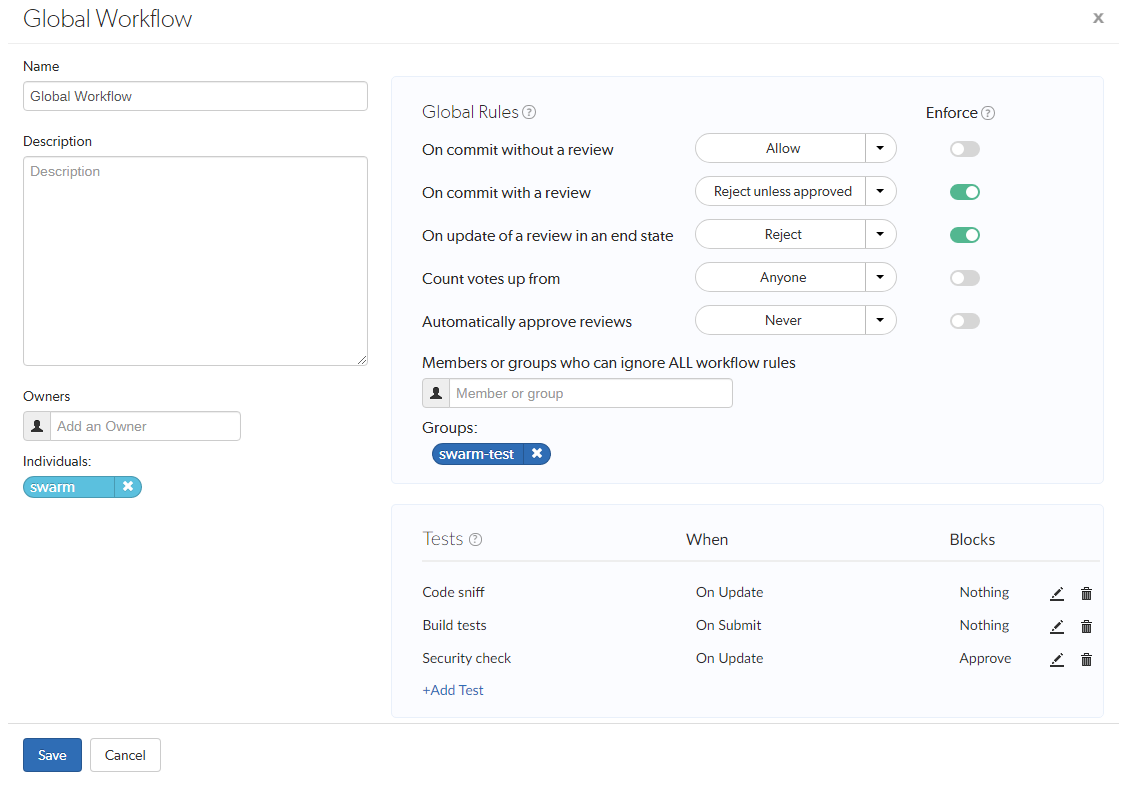 Global Workflow
x
Name
Global Workflow
Description
Description
Owners
Add an Owner
Individuals:
swarm
Global Rules ?
Enforce ?
On commit without a review Allow
On commit with a review Reject unless approved
On update of a review in an end state Reject
Count votes up from Anyone
Automatically approve reviews Never
Members or groups who can ignore ALL workflow rules
Member or group
Groups:
swarm-test
Tests ? When Blocks
Code sniff On Update Nothing
Build tests On Submit Nothing
Security check On Update Approve
+Add Test
Save Cancel